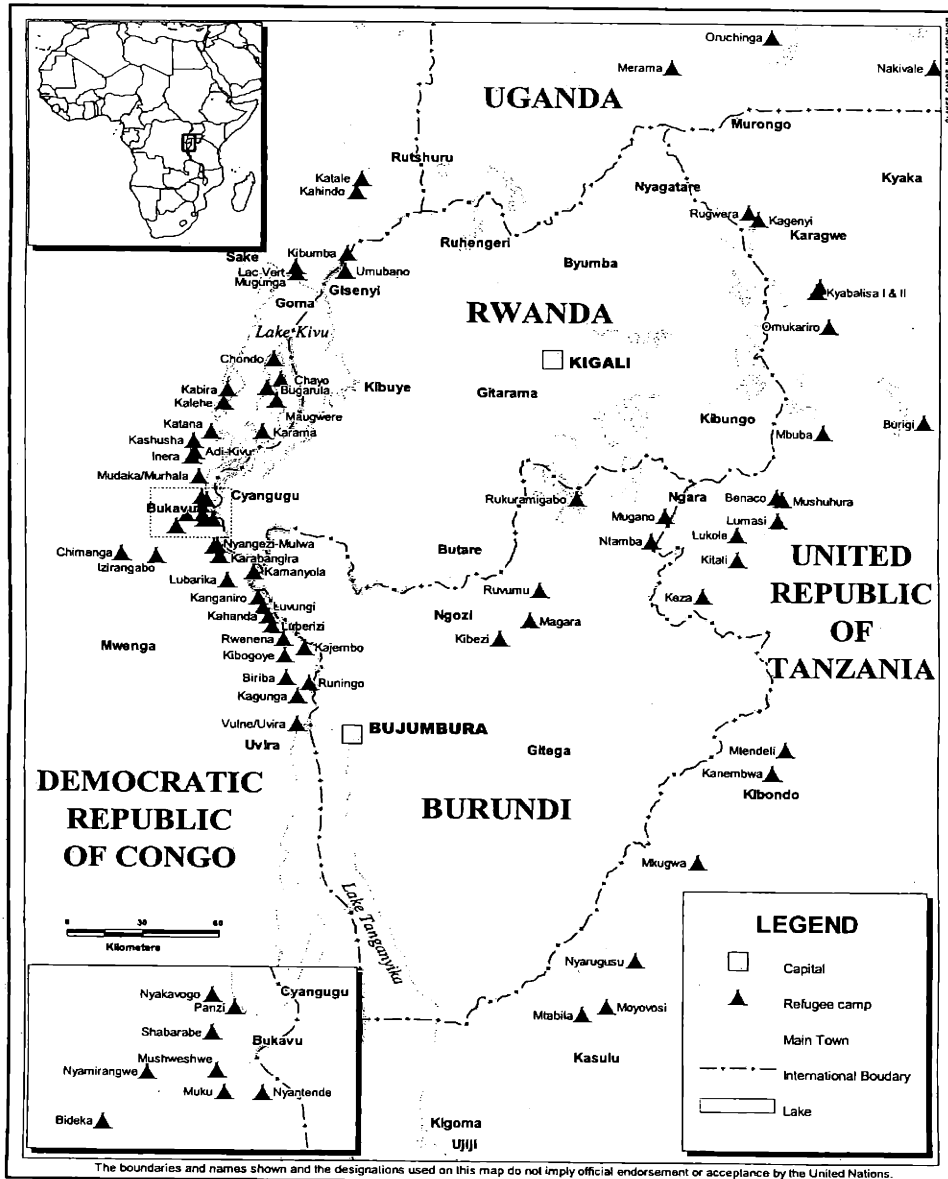 Oruchinga
Merama
Nakivale
UGANDA
Murongo
Rutshuru
Katale
Kahindo
Nyagatare
Kyaka
Rugwera
Kagenyi
Karagwe
Ruhengeri
Byumba
Sake
Kibumba
Lac-Vert
Mugunga
Umubano
Gisenyi
Goma
Kyabalisa I & II
RWANDA
Omukariro
Lake Kivu
KIGALI
Chondo
Chayo
Kabira
Bugarula
Kibuye
Gitarama
Kalehe
Maugwere
Kibungo
Katana
Karama
Mbuba
Burigi
Kashusha
Adi-Kivu
Inera
Mudaka/Murhala
Cyangugu
Rukuramigabo
Ngara
Benaco
Mushuhura
Bukavu
Mugano
Lumasi
Lukole
Ntamba
Butare
Nyangezi-Mulwa
Chimanga
Karabangira
Izirangabo
Kamanyola
Kitali
UNITED
REPUBLIC
OF
TANZANIA
Lubarika
Kanganiro
Ruvumu
Keza
Luvungi
Kahanda
Ngozi
Magara
Luberizi
Rwenena
Kibezi
Mwenga
Kajembo
Kibogoye
Biriba
Runingo
Kagunga
Vulne/Uvira
BUJUMBURA
Uvira
Gitega
Mtendeli
DEMOCRATIC
REPUBLIC
OF CONGO
Kanembwa
Kibondo
BURUNDI
Mkugwa
Lake Tanganyika
0 30 60
Kilometers
Nyarugusu
Mtabila
Moyovosi
Kasulu
Kigoma
Ujiji
Nyakavogo
Cyangugu
Panzi
Shabarabe
Bukavu
Mushweshwe
Nyamirangwe
Muku
Nyantende
Bideka
LEGEND
Capital
Refugee camp
Main Town
International Boudary
Lake
The boundaries and names shown and the designations used on this map do not imply official endorsement or acceptance by the United Nations.